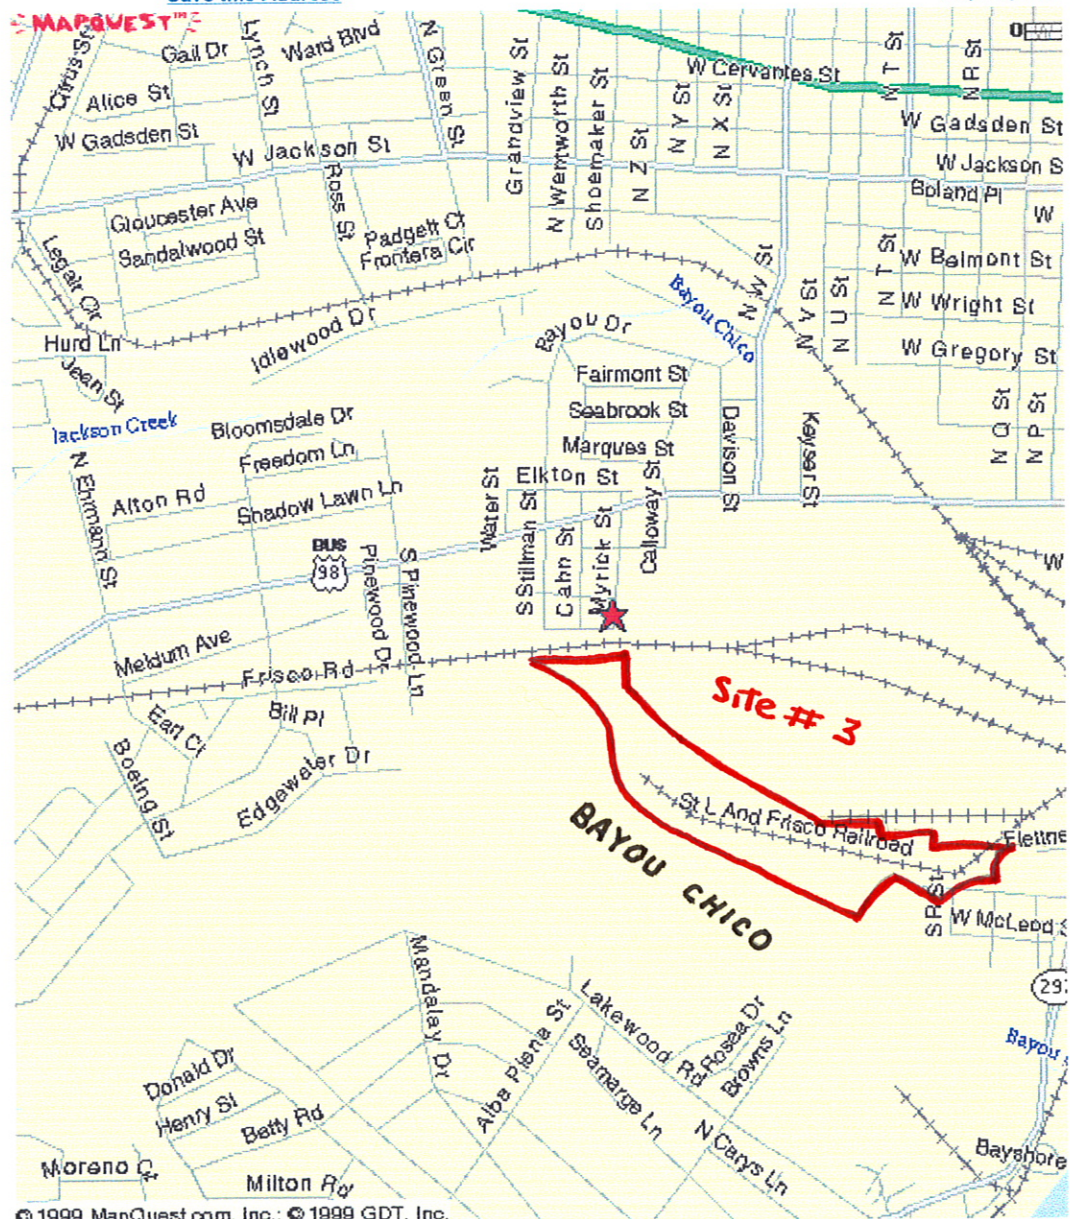 MAPQUEST™
Citrus St
Gail Dr
Lynch St
Ward Blvd
N Green St
Grandview St
N Wentworth St
Shoemaker St
N Z St
N Y St
N X St
W Cervantes St
N T St
N R St
0
Alice St
W Gadsden St
W Jackson St
W Gadsden St
W Jackson S
Boland Pl
W
Gloucester Ave
Sandalwood St
Ross St
Padgett Ct
Frontera Cir
Legair Cir
N W St
N V St
N U St
N T St
W Belmont St
W Wright St
W Gregory St
Bayou Chico
Hurd Ln
Jean St
Idlewood Dr
Bayou Dr
Fairmont St
Seabrook St
Marques St
Elkton St
Davison St
Keyser St
N Q St
N P St
Jackson Creek
Bloomsdale Dr
Freedom Ln
Shadow Lawn Ln
Alton Rd
N Ehrmann St
Water St
S Stillman St
Cahn St
Myrick St
Calloway St
BUS
98
Pinewood Dr
S Pinewood Ln
W
Meldum Ave
Frisco Rd
Earl Ct
Bill Pl
Boeing St
Edgewater Dr
Site # 3
St L And Frisco Railroad
BAYOU CHICO
S P St
W McLeod S
29
Bayou
Mandalay Dr
Alba Plena St
Lakewood Rd
Seamarge Ln
Rosea Dr
Browns Ln
N Carys Ln
Donald Dr
Henry St
Betty Rd
Moreno Ct
Milton Rd
Bayshore
© 1999 MapQuest.com, Inc.; © 1999 GDT, Inc.